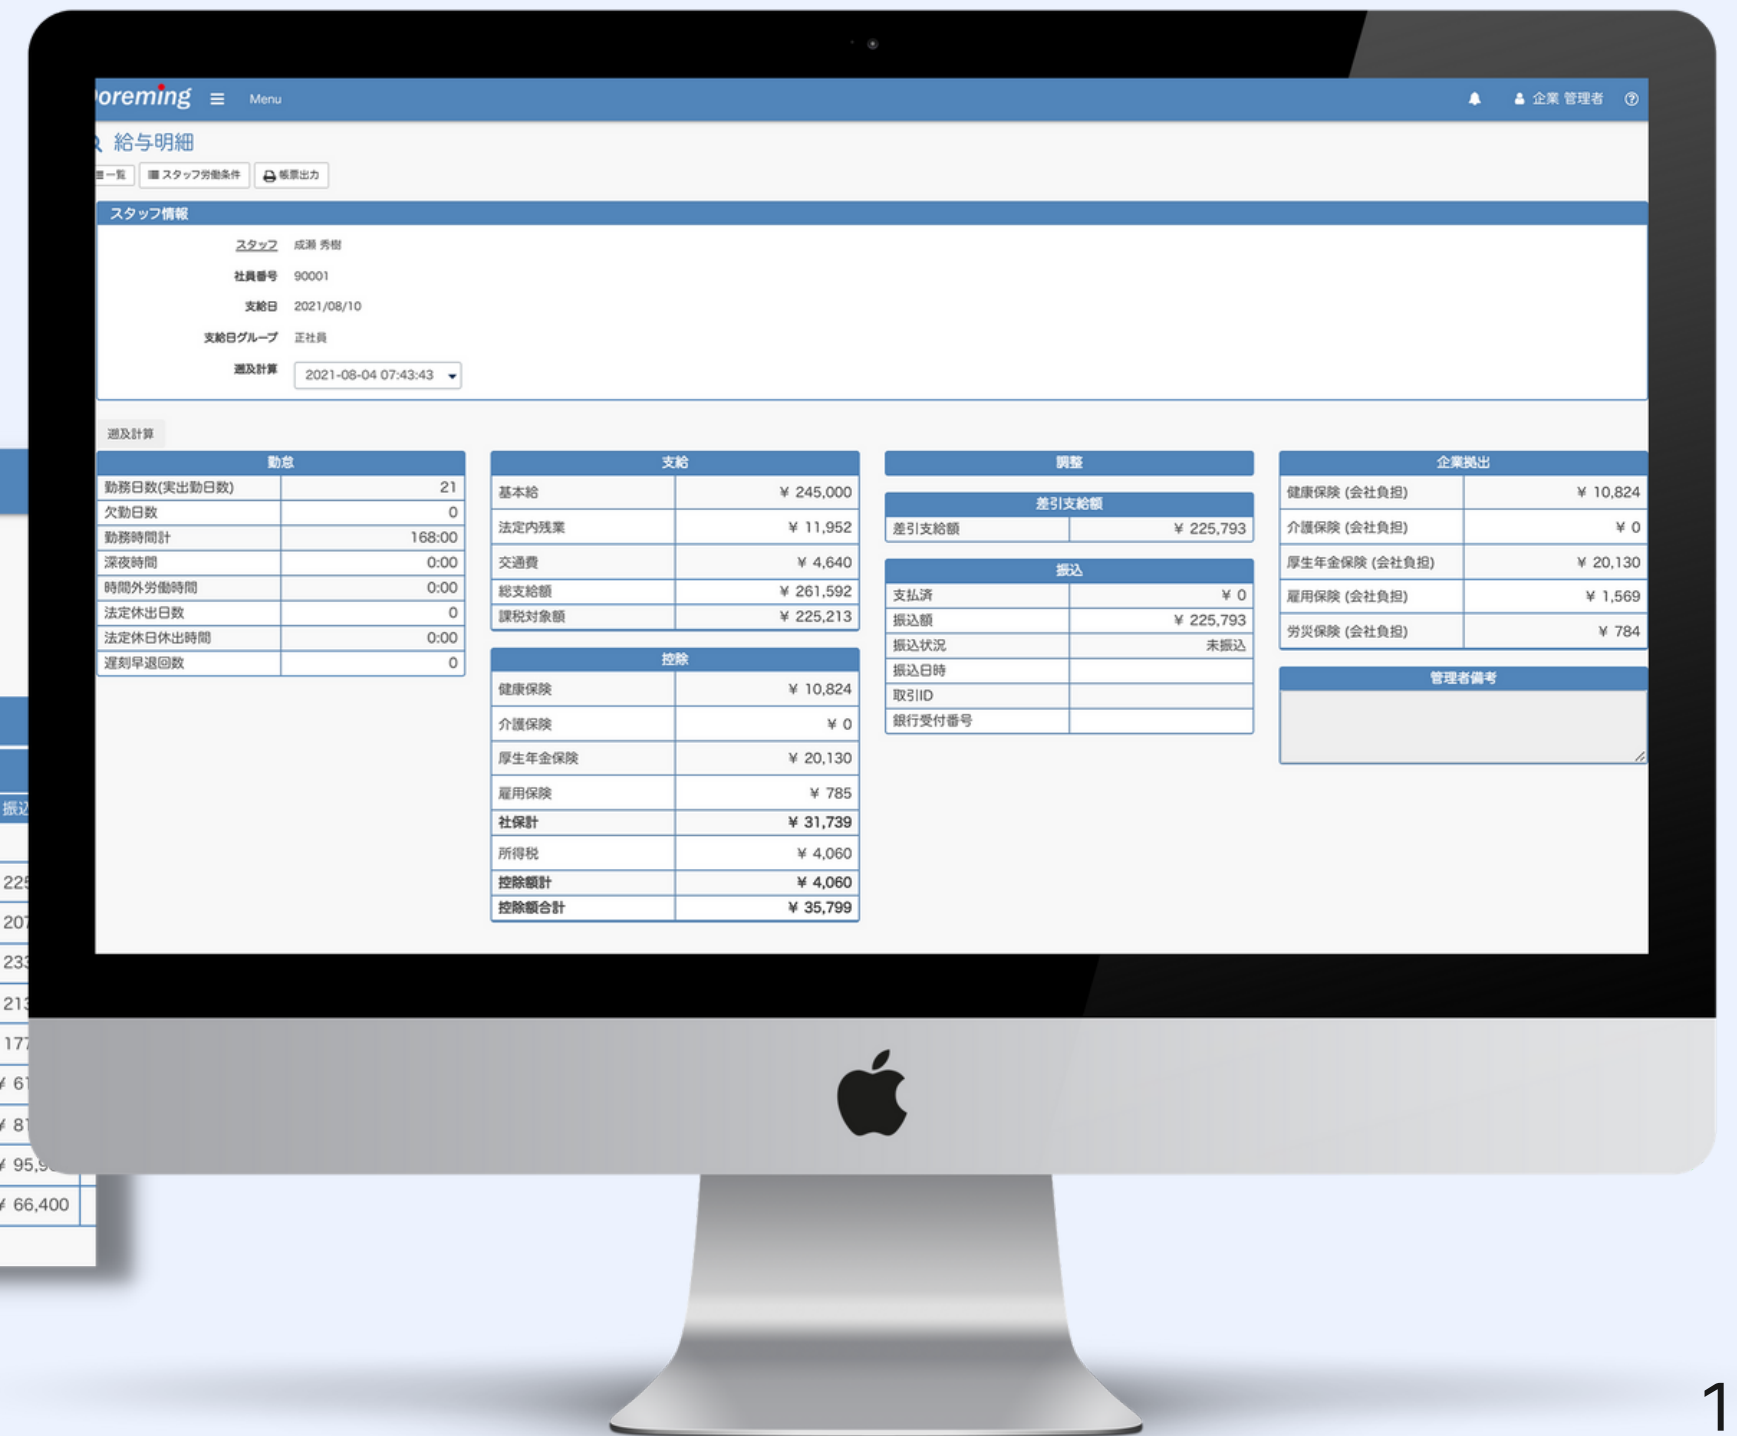 oreming
Menu
企業 管理者
給与明細
一覧
スタッフ労働条件
帳票出力
スタッフ情報
スタッフ 成瀬 秀樹
社員番号 90001
支給日 2021/08/10
支給日グループ 正社員
遡及計算 2021-08-04 07:43:43
遡及計算
勤怠
勤務日数(実出勤日数) 21
欠勤日数 0
勤務時間計 168:00
深夜時間 0:00
時間外労働時間 0:00
法定休出日数 0
法定休日休出時間 0:00
遅刻早退回数 0
支給
基本給 ¥ 245,000
法定内残業 ¥ 11,952
交通費 ¥ 4,640
総支給額 ¥ 261,592
課税対象額 ¥ 225,213
控除
健康保険 ¥ 10,824
介護保険 ¥ 0
厚生年金保険 ¥ 20,130
雇用保険 ¥ 785
社保計 ¥ 31,739
所得税 ¥ 4,060
控除額計 ¥ 4,060
控除額合計 ¥ 35,799
調整
差引支給額
差引支給額 ¥ 225,793
振込
支払済 ¥ 0
振込額 ¥ 225,793
振込状況 未振込
振込日時
取引ID
銀行受付番号
企業拠出
健康保険 (会社負担) ¥ 10,824
介護保険 (会社負担) ¥ 0
厚生年金保険 (会社負担) ¥ 20,130
雇用保険 (会社負担) ¥ 1,569
労災保険 (会社負担) ¥ 784
管理者備考
振込
225
207
233
213
177
¥ 61
¥ 81
¥ 95,9
¥ 66,400
1